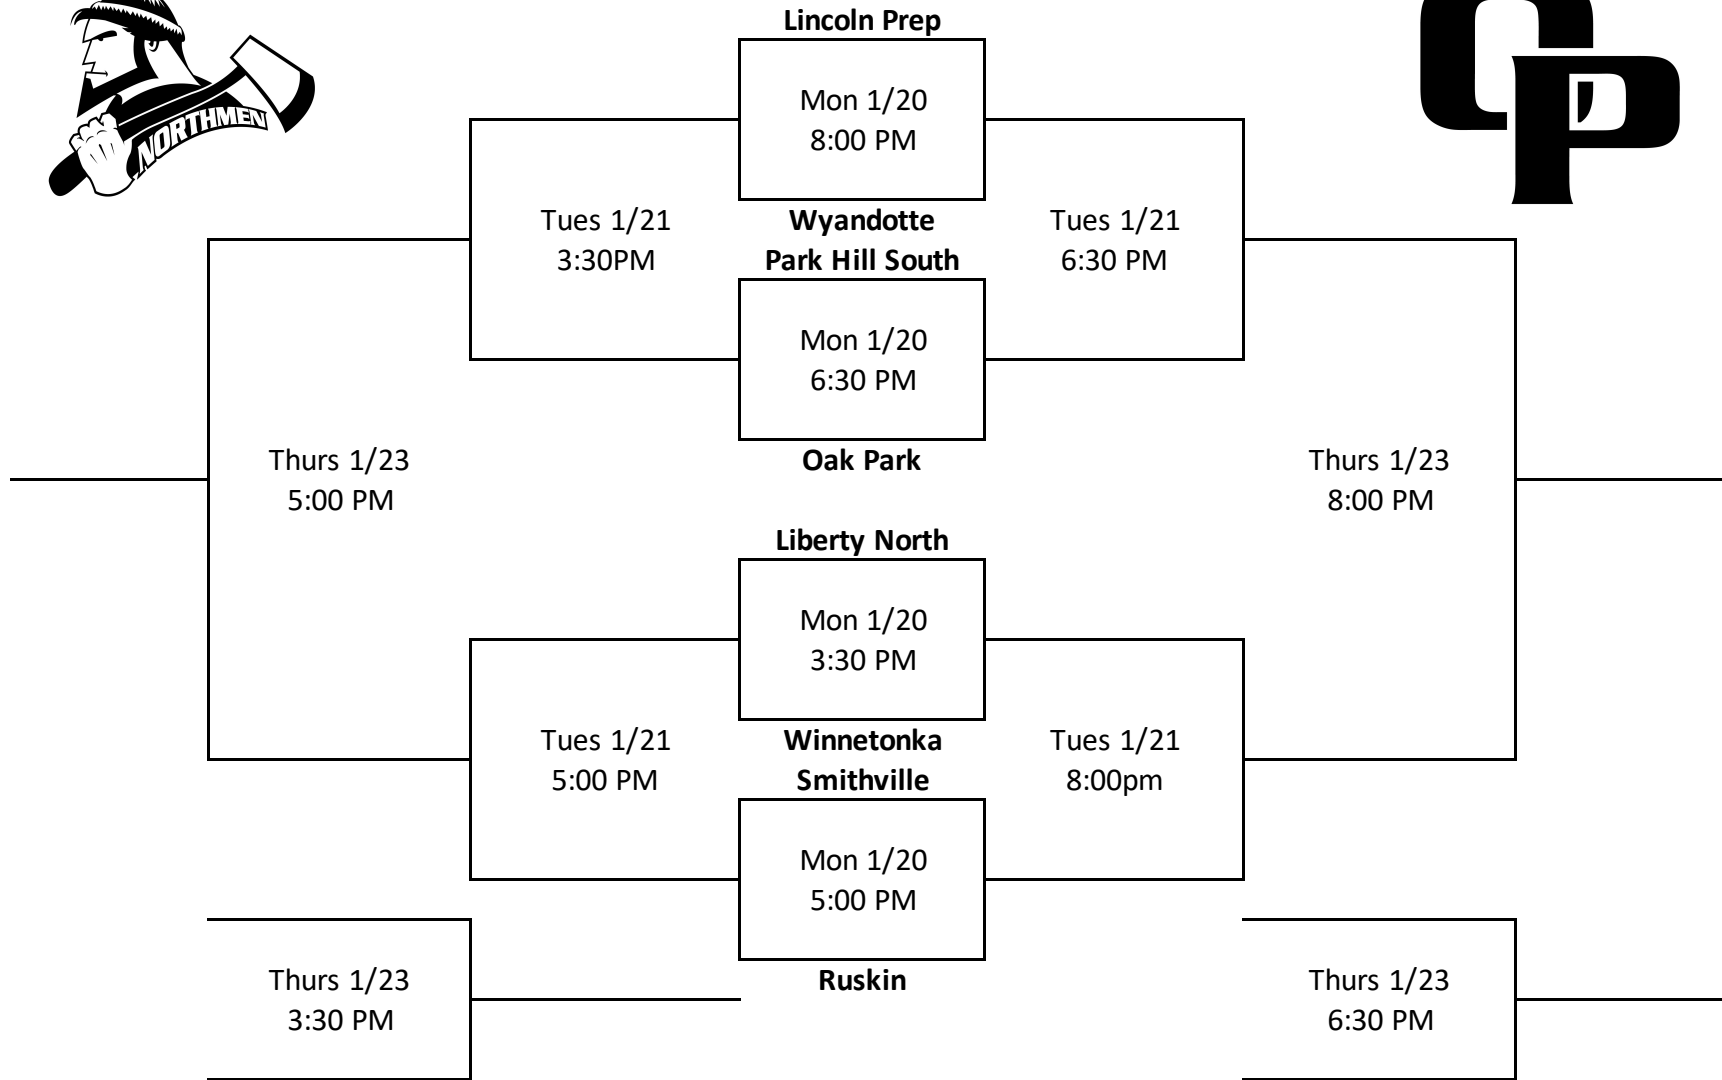 Lincoln Prep
Mon 1/20
8:00 PM
NORTHMEN
OP
Wyandotte
Tues 1/21
3:30PM
Tues 1/21
6:30 PM
Park Hill South
Mon 1/20
6:30 PM
Oak Park
Thurs 1/23
5:00 PM
Thurs 1/23
8:00 PM
Liberty North
Mon 1/20
3:30 PM
Winnetonka
Tues 1/21
5:00 PM
Tues 1/21
8:00pm
Smithville
Mon 1/20
5:00 PM
Ruskin
Thurs 1/23
3:30 PM
Thurs 1/23
6:30 PM